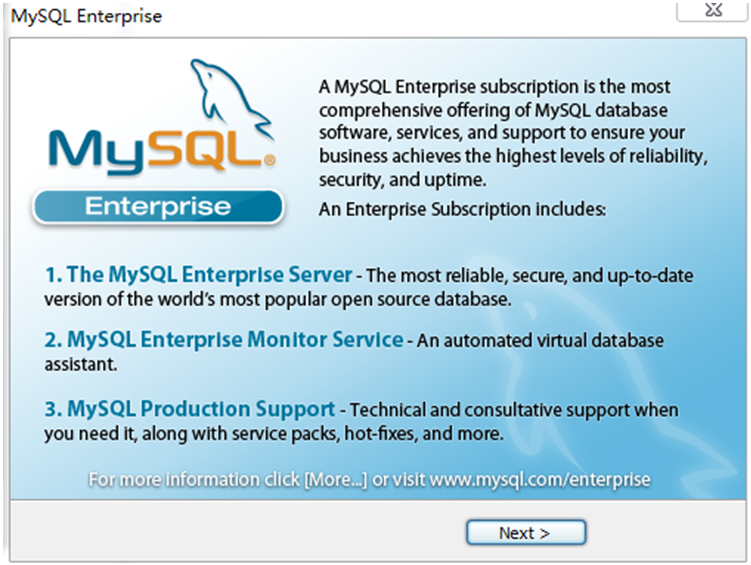 MySQL Enterprise
MySQL®
Enterprise
A MySQL Enterprise subscription is the most
comprehensive offering of MySQL database
software, services, and support to ensure your
business achieves the highest levels of reliability,
security, and uptime.
An Enterprise Subscription includes:
1. The MySQL Enterprise Server - The most reliable, secure, and up-to-date
version of the world's most popular open source database.
2. MySQL Enterprise Monitor Service - An automated virtual database
assistant.
3. MySQL Production Support - Technical and consultative support when
you need it, along with service packs, hot-fixes, and more.
For more information click [More...] or visit www.mysql.com/enterprise
Next >